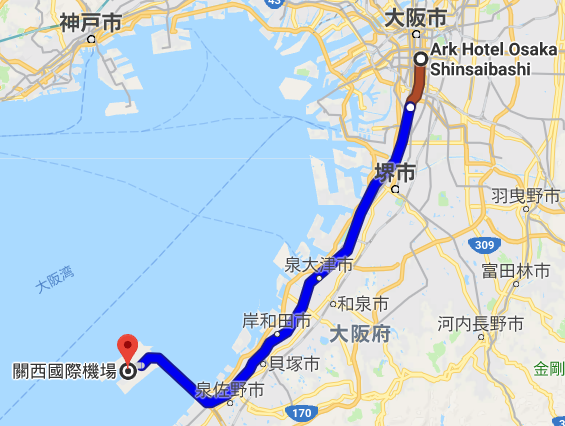 43
神戸市
大阪市
Ark Hotel Osaka
Shinsaibashi
堺市
羽曳野市
309
大阪湾
泉大津市
富田林市
和泉市
岸和田市
大阪府
河内長野市
關西國際機場
貝塚市
金剛
泉佐野市
170